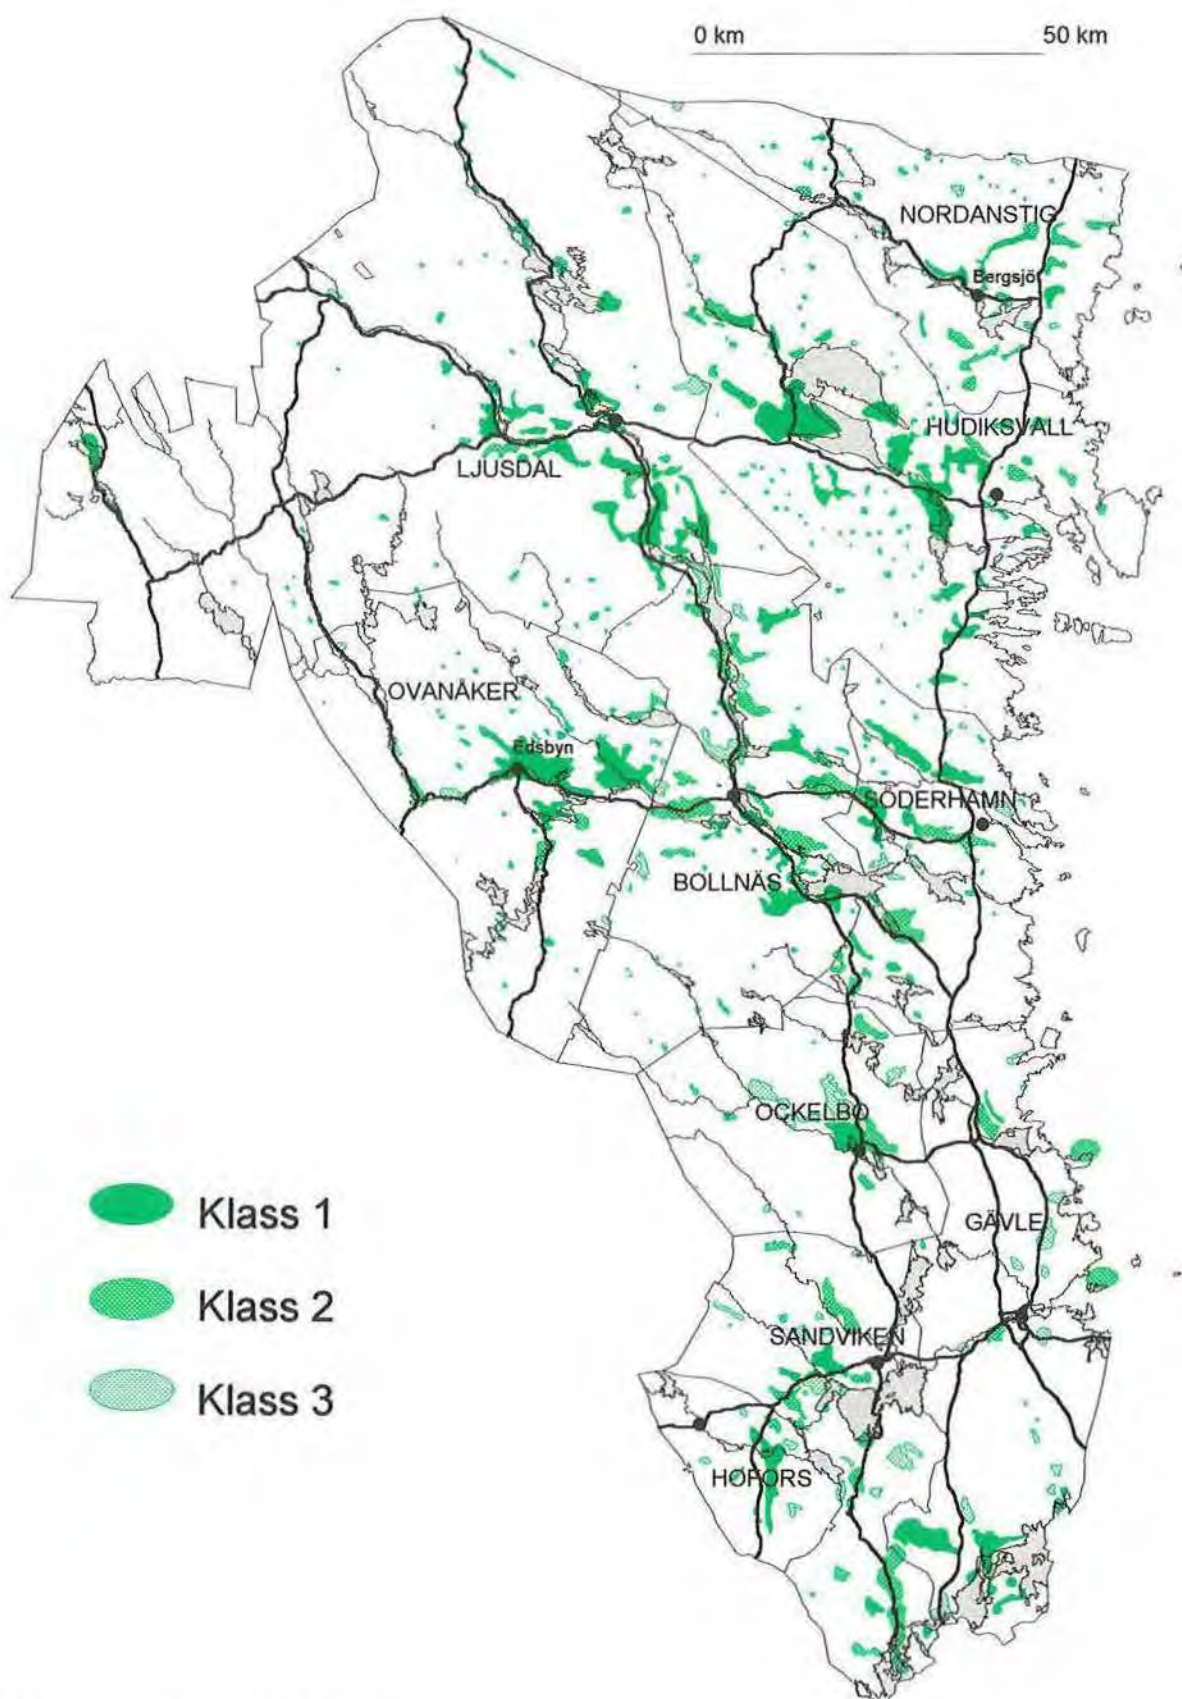 0 km 50 km
NORDANSTIG
Bergsjö
HUDIKSVALL
LJUSDAL
OVANÅKER
Edsbyn
SÖDERHAMN
BOLLNÄS
OCKELBO
Klass 1
GÄVLE
Klass 2
SANDVIKEN
Klass 3
HOFORS